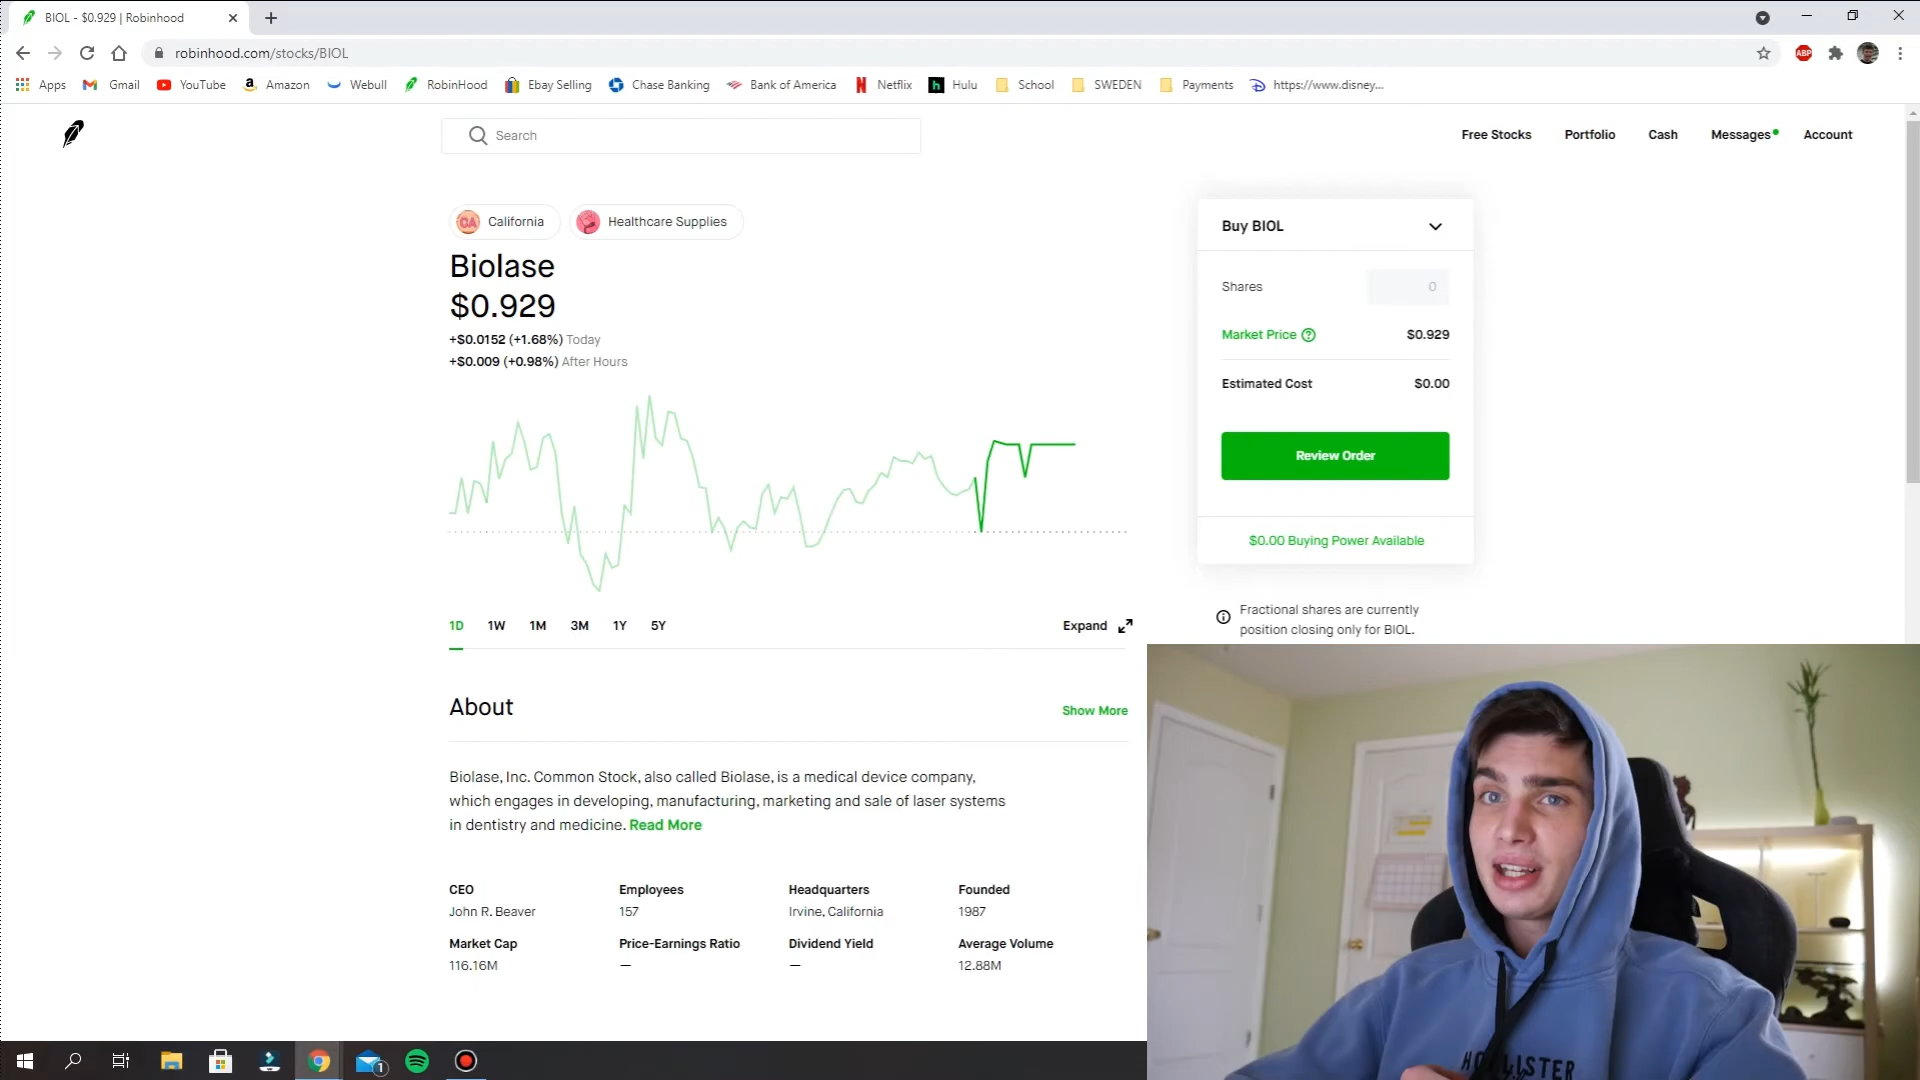 BIOL - $0.929 | Robinhood
robinhood.com/stocks/BIOL
ABP
Apps Gmail YouTube Amazon Webull RobinHood Ebay Selling Chase Banking Bank of America Netflix Hulu School SWEDEN Payments https://www.disney...
Search
Free Stocks Portfolio Cash Messages Account
CA California Healthcare Supplies
Biolase
$0.929
+$0.0152 (+1.68%) Today
+$0.009 (+0.98%) After Hours
1D 1W 1M 3M 1Y 5Y Expand
Buy BIOL
Shares 0
Market Price $0.929
Estimated Cost $0.00
Review Order
$0.00 Buying Power Available
Fractional shares are currently
position closing only for BIOL.
About Show More
Biolase, Inc. Common Stock, also called Biolase, is a medical device company,
which engages in developing, manufacturing, marketing and sale of laser systems
in dentistry and medicine. Read More
CEO Employees Headquarters Founded
John R. Beaver 157 Irvine, California 1987
Market Cap Price-Earnings Ratio Dividend Yield Average Volume
116.16M — — 12.88M
HOLLISTER
1